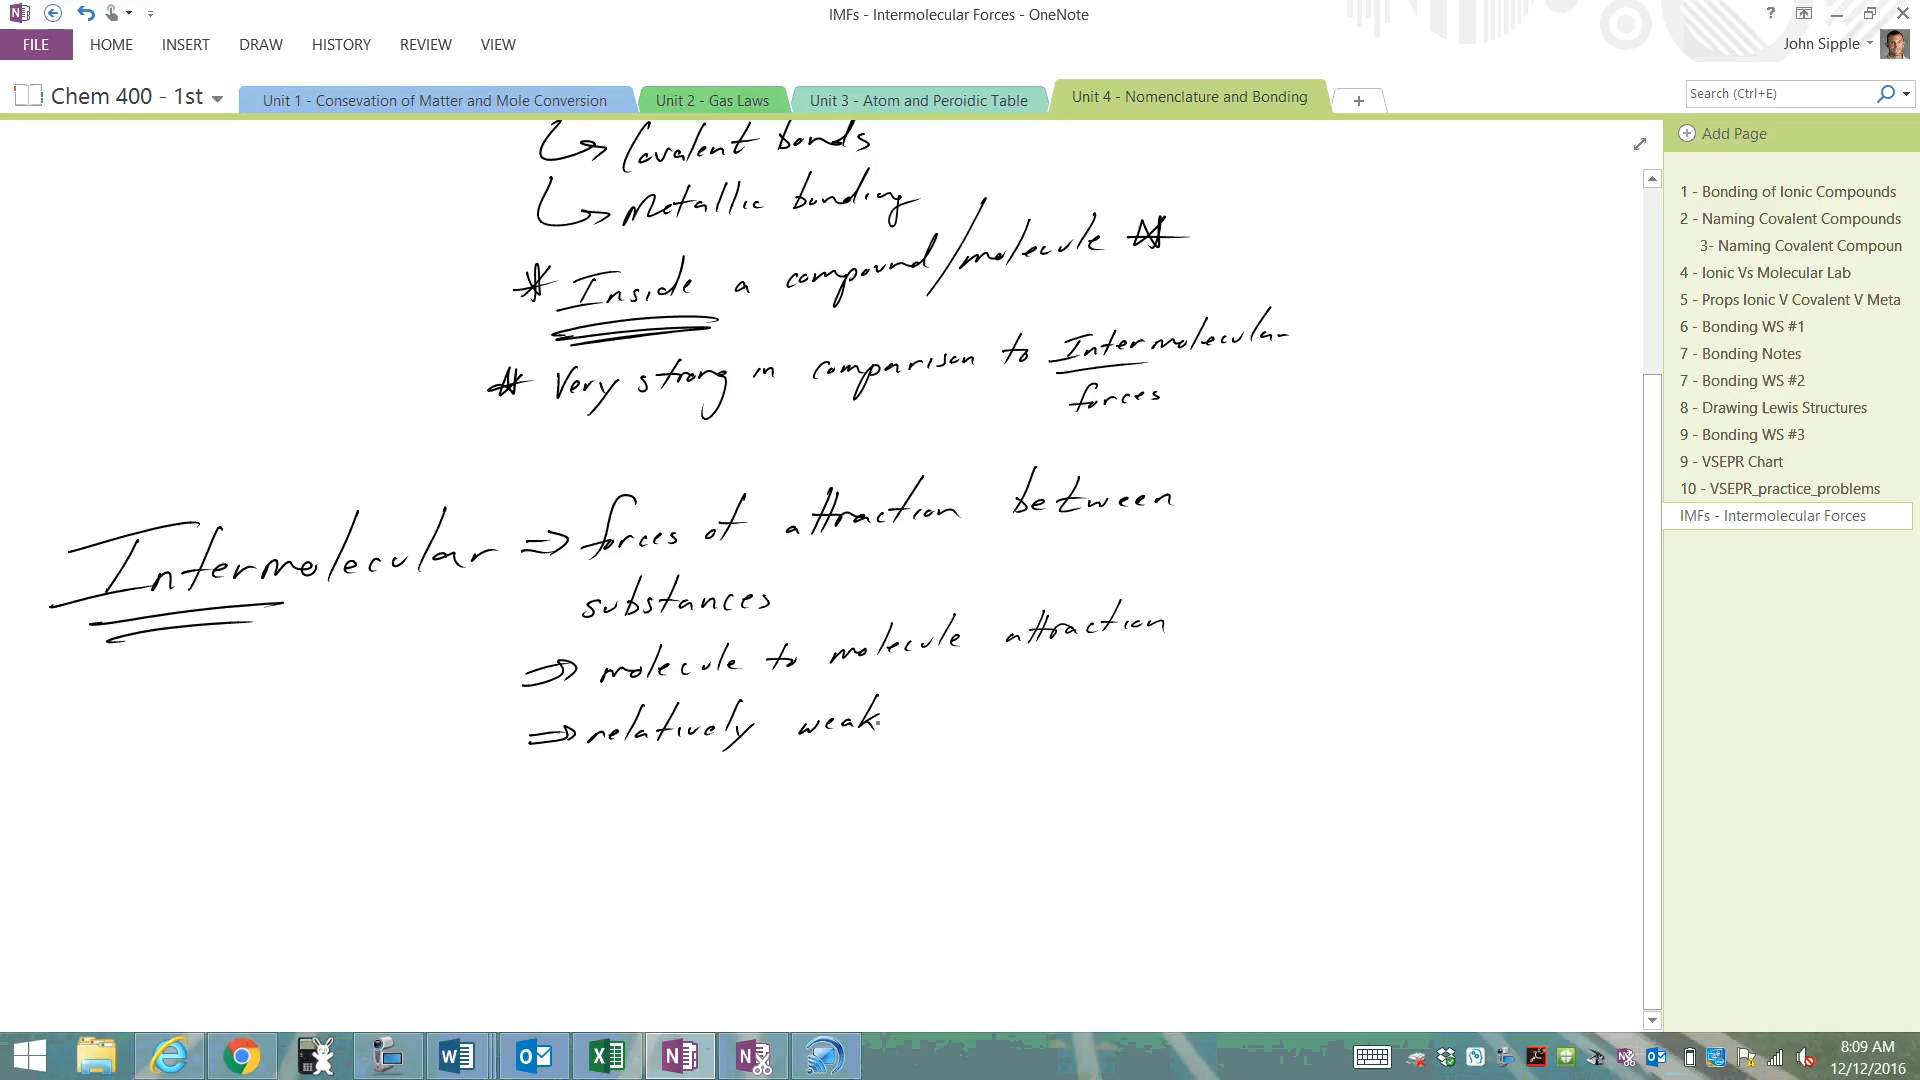 IMFs - Intermolecular Forces - OneNote
FILE HOME INSERT DRAW HISTORY REVIEW VIEW
John Sipple
Chem 400 - 1st
Unit 1 - Consevation of Matter and Mole Conversion
Unit 2 - Gas Laws
Unit 3 - Atom and Peroidic Table
Unit 4 - Nomenclature and Bonding
Search (Ctrl+E)
Covalent bonds
Metallic bonding
* Inside a compound/molecule *
* Very strong in comparison to Intermolecular
forces
Intermolecular ⇒ forces of attraction between
substances
⇒ molecule to molecule attraction
⇒ relatively weak
Add Page
1 - Bonding of Ionic Compounds
2 - Naming Covalent Compounds
3- Naming Covalent Compoun
4 - Ionic Vs Molecular Lab
5 - Props Ionic V Covalent V Meta
6 - Bonding WS #1
7 - Bonding Notes
7 - Bonding WS #2
8 - Drawing Lewis Structures
9 - Bonding WS #3
9 - VSEPR Chart
10 - VSEPR_practice_problems
IMFs - Intermolecular Forces
8:09 AM
12/12/2016